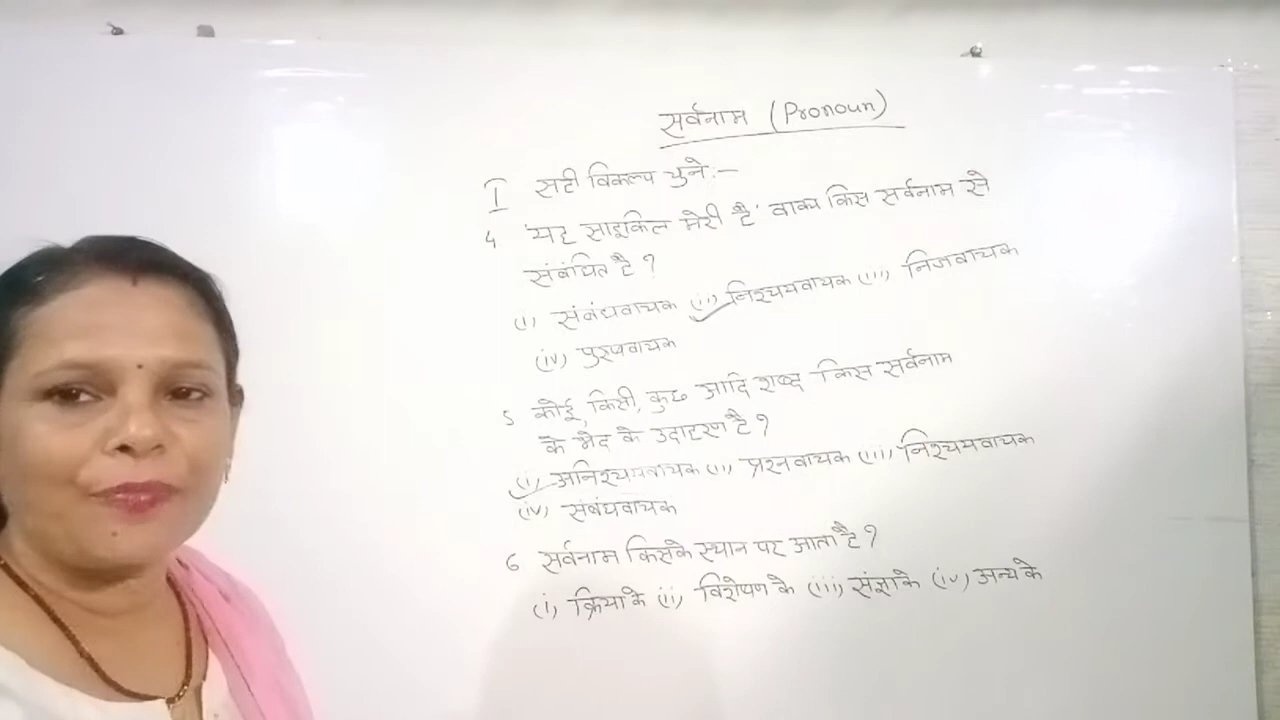 सर्वनाम (Pronoun)
I सही विकल्प चुने:-
4 'यह साइकिल मेरी है' वाक्य किस सर्वनाम से
संबंधित है ?
(i) संबंधवाचक (ii) निश्चयवाचक (iii) निजवाचक
(iv) पुरुषवाचक
5 कोई, किसी, कुछ आदि शब्द किस सर्वनाम
के भेद के उदाहरण है ?
(i) अनिश्चयवाचक (ii) प्रश्नवाचक (iii) निश्चयवाचक
(iv) संबंधवाचक
6 सर्वनाम किसके स्थान पर आता है ?
(i) क्रिया के (ii) विशेषण के (iii) संज्ञा के (iv) अन्य के